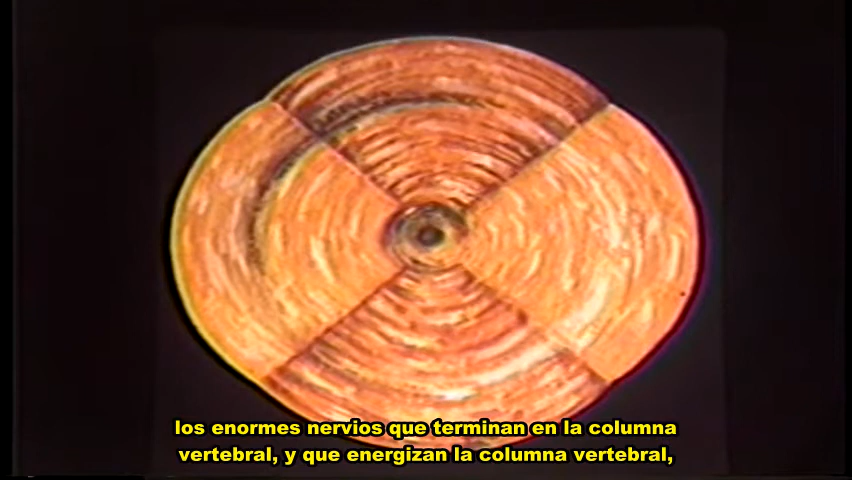 los enormes nervios que terminan en la columna
vertebral, y que energizan la columna vertebral,